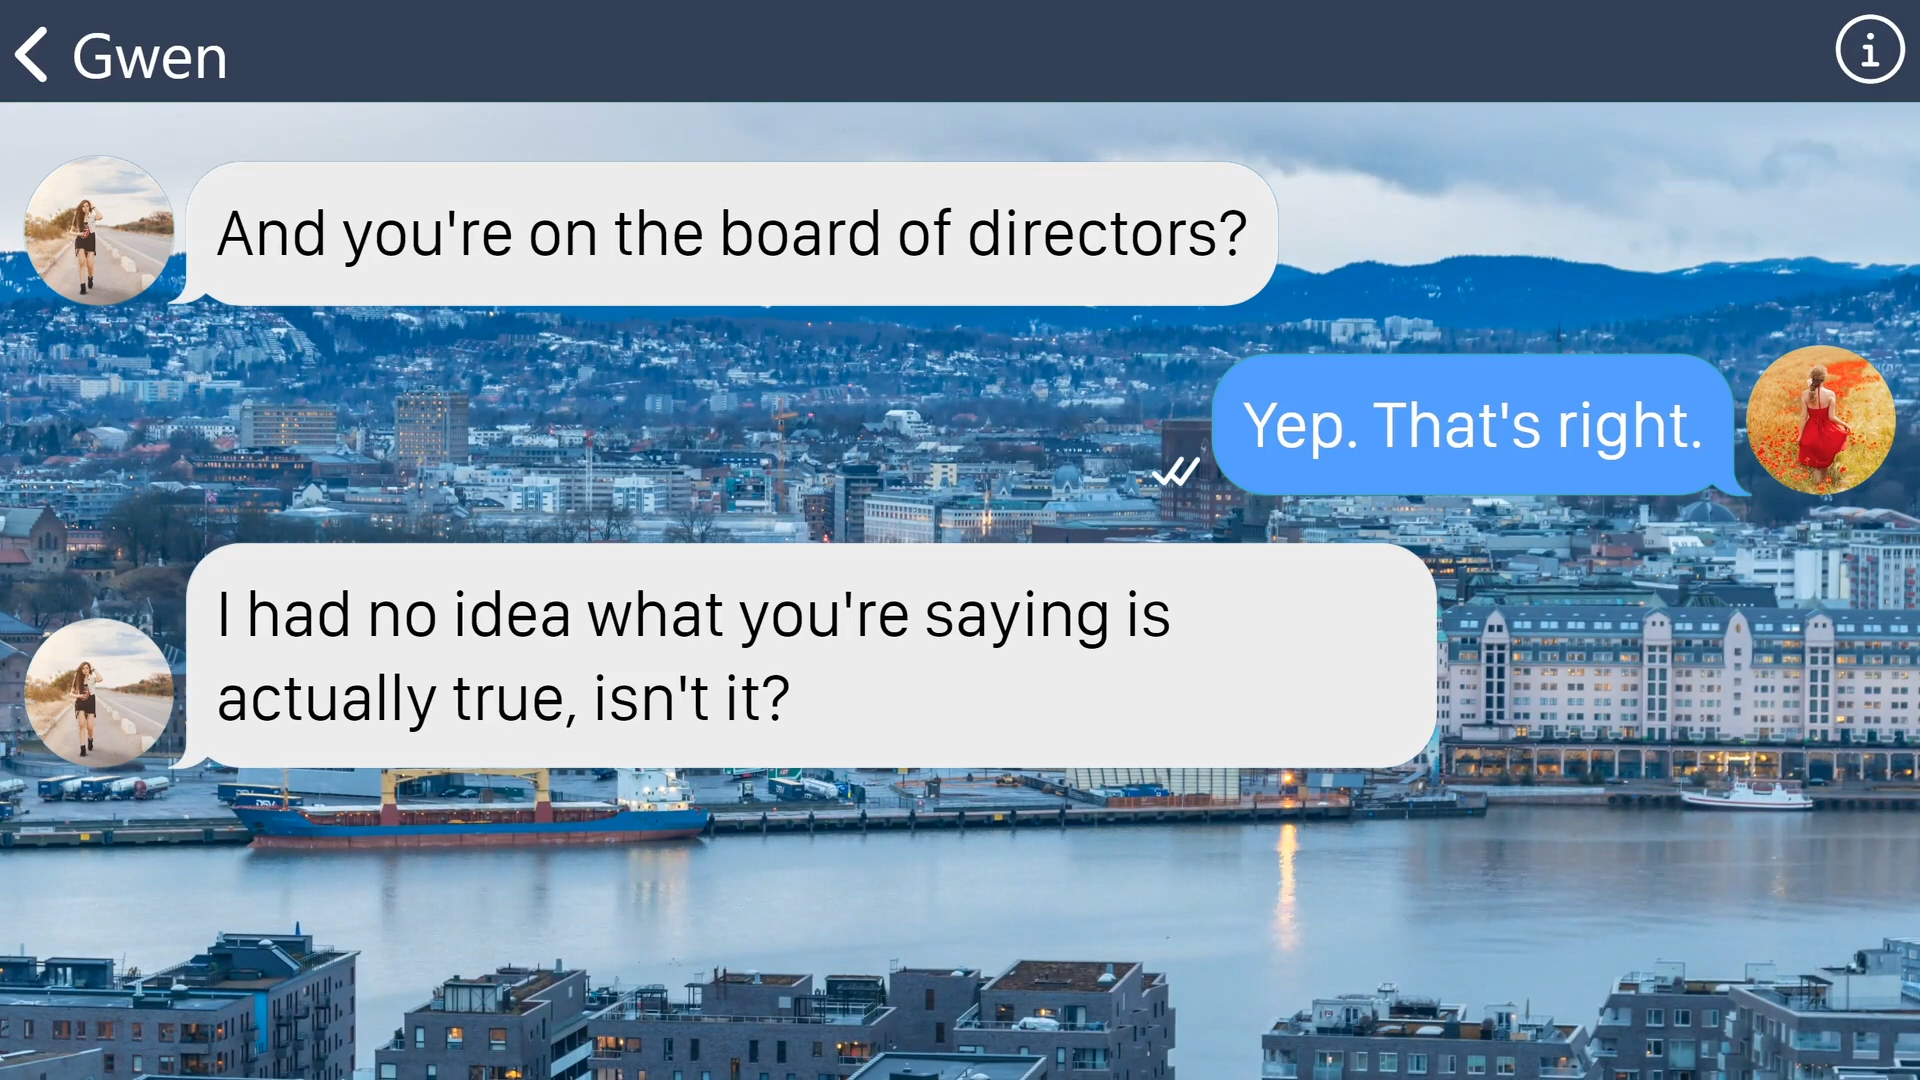 Gwen
And you're on the board of directors?
Yep. That's right.
I had no idea what you're saying is
actually true, isn't it?